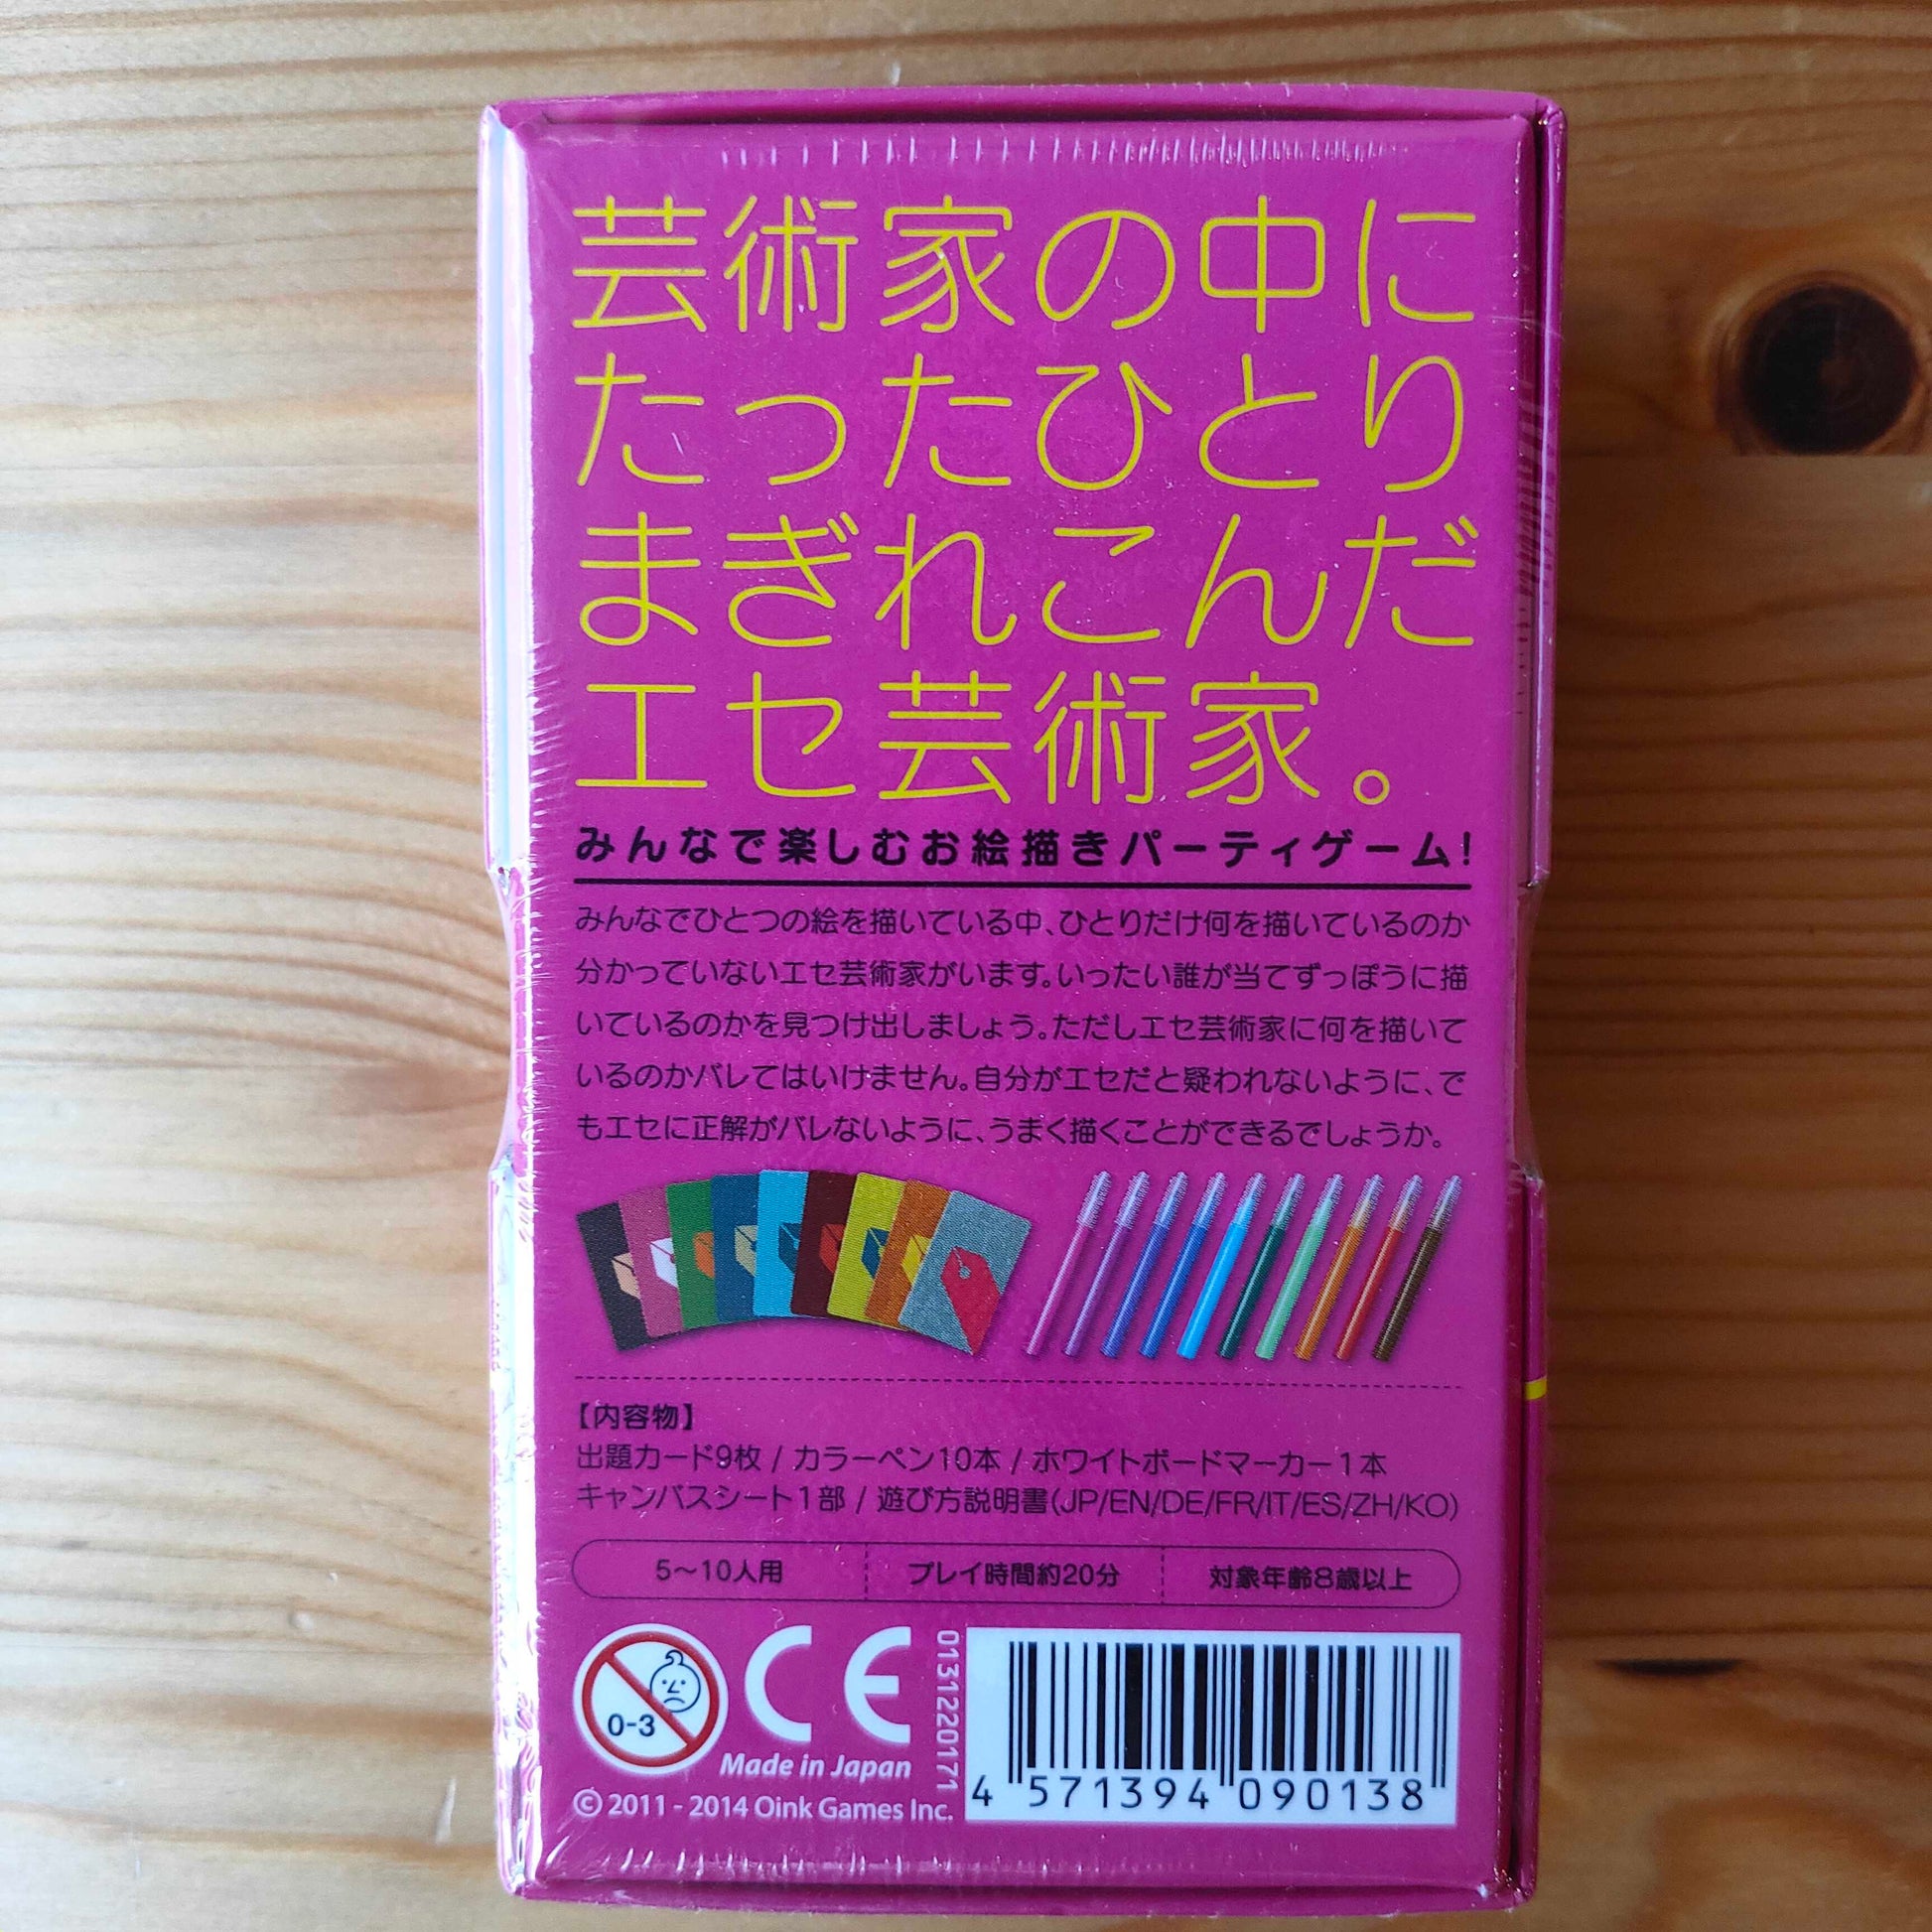 芸術家の中に
たったひとり
まぎれこんだ
エセ芸術家。
みんなで楽しむお絵描きパーティゲーム!
みんなでひとつの絵を描いている中、ひとりだけ何を描いているのか
分かっていないエセ芸術家がいます。いったい誰が当てずっぽうに描
いているのかを見つけ出しましょう。ただしエセ芸術家に何を描いて
いるのかバレてはいけません。自分がエセだと疑われないように、で
もエセに正解がバレないように、うまく描くことができるでしょうか。
【内容物】
出題カード9枚 / カラーペン10本 / ホワイトボードマーカー1本
キャンバスシート1部 / 遊び方説明書(JP/EN/DE/FR/IT/ES/ZH/KO)
5〜10人用 プレイ時間約20分 対象年齢8歳以上
0-3
CE
Made in Japan
© 2011 - 2014 Oink Games Inc.
0131220171
4 571394 090138